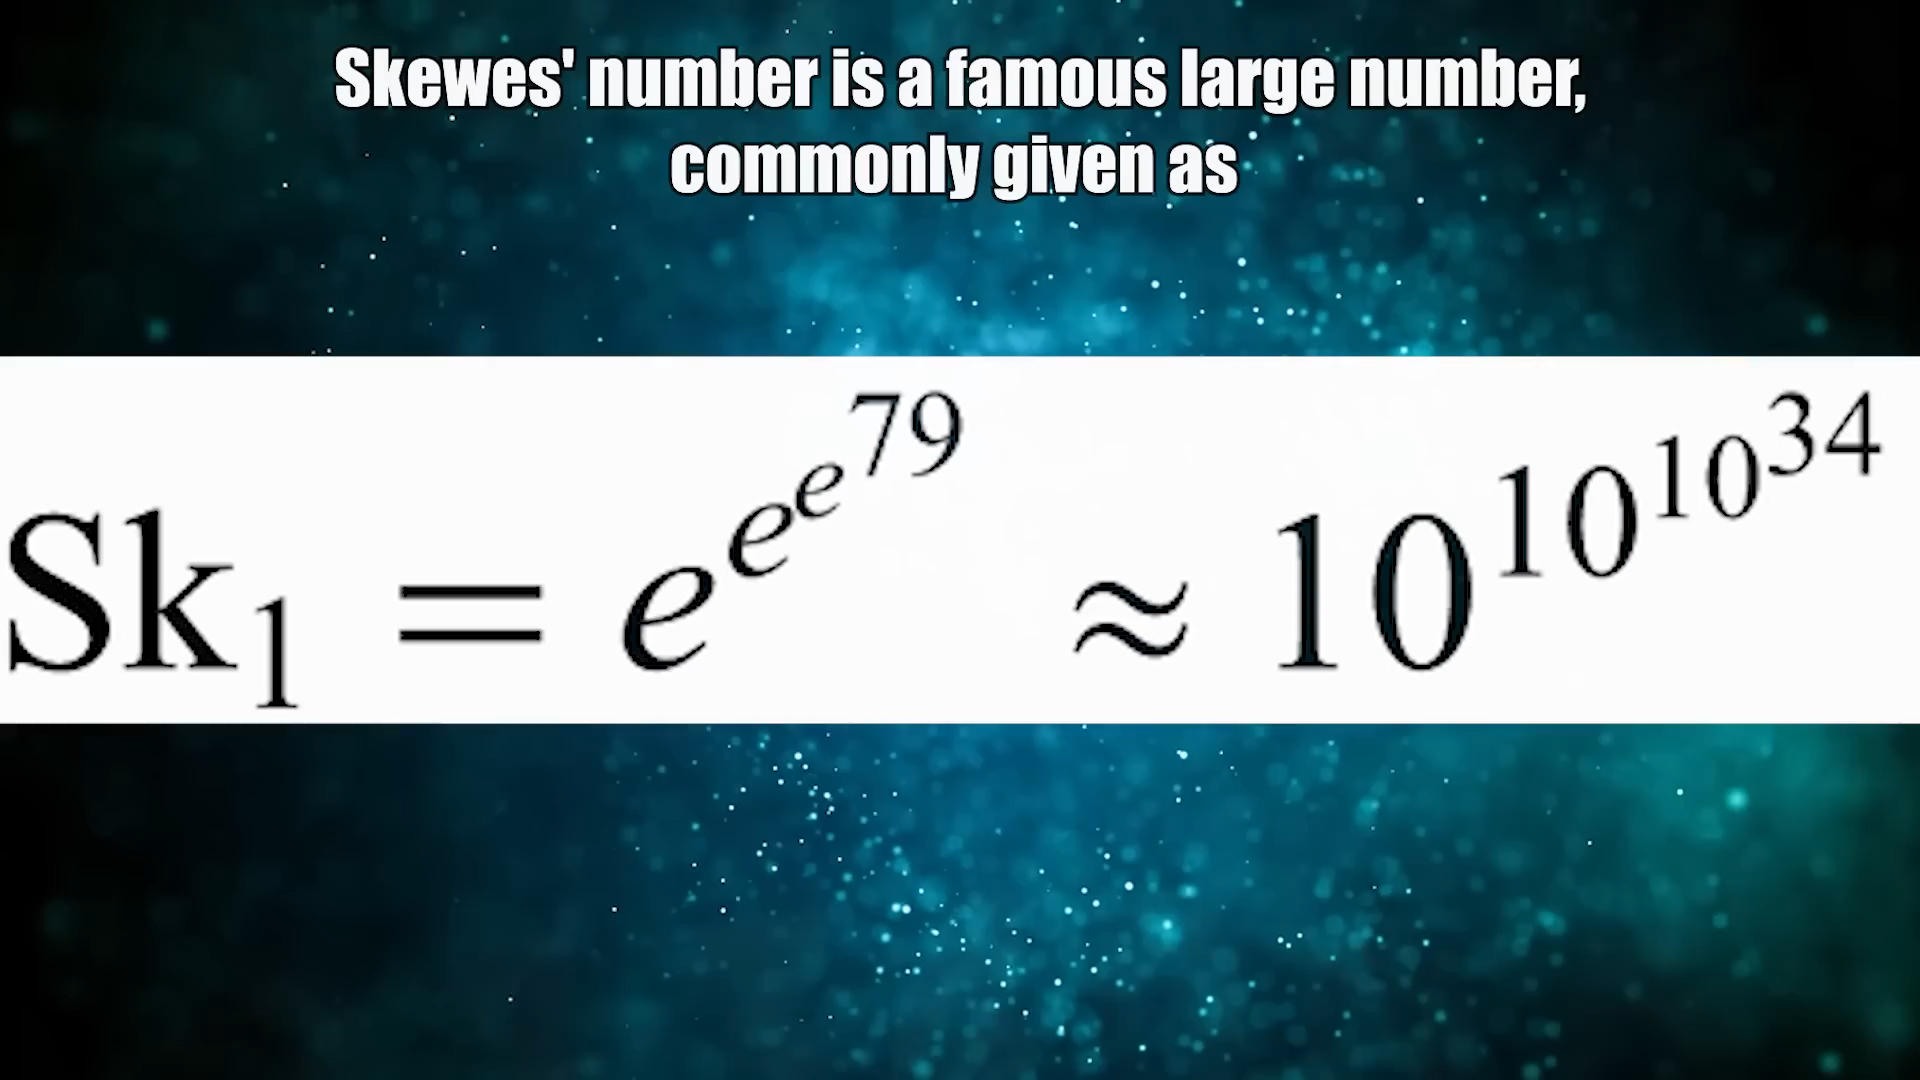 Skewes' number is a famous large number,
commonly given as
Sk₁ = e^{e^{e^{79}}} ≈ 10^{10^{10^{34}}}